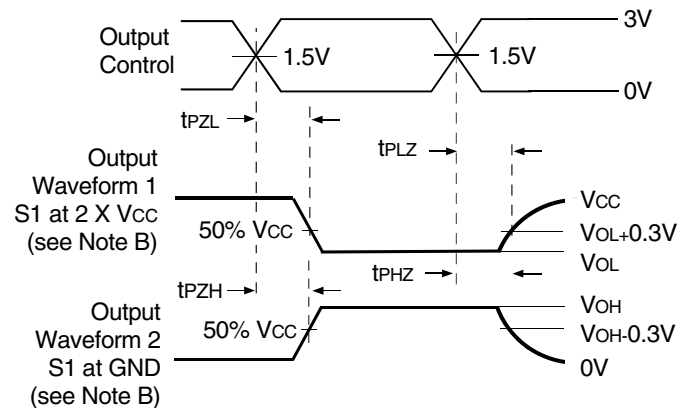 Output
Control
3V
1.5V
1.5V
0V
tPZL
tPLZ
Output
Waveform 1
S1 at 2 X VCC
(see Note B)
50% VCC
VCC
VOL+0.3V
VOL
tPZH
tPHZ
Output
Waveform 2
S1 at GND
(see Note B)
50% VCC
VOH
VOH-0.3V
0V